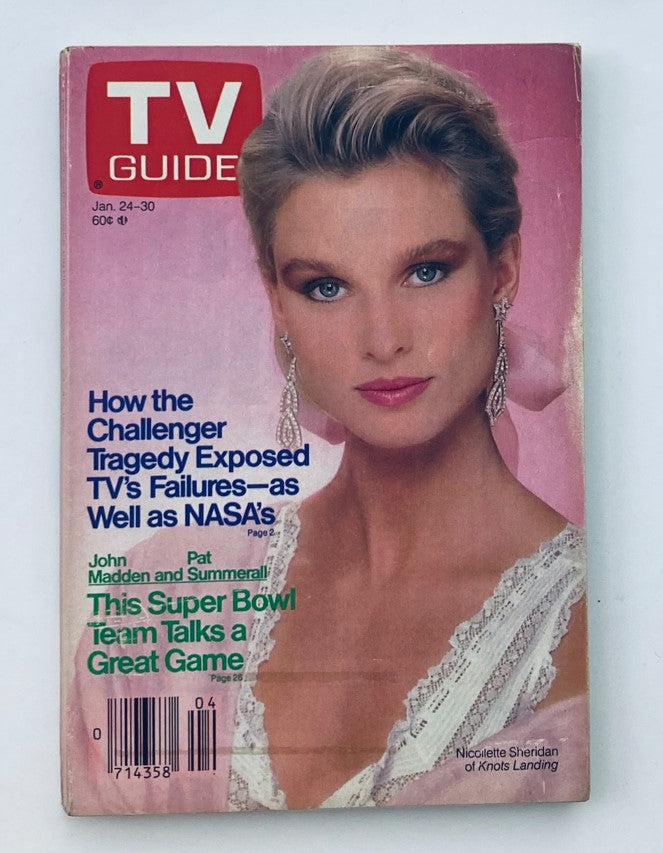 TV
GUIDE
®
Jan. 24–30
60¢
How the
Challenger
Tragedy Exposed
TV's Failures—as
Well as NASA's
Page 2
John Pat
Madden and Summerall
This Super Bowl
Team Talks a
Great Game
Page 26
04
0
714358
Nicollette Sheridan
of Knots Landing